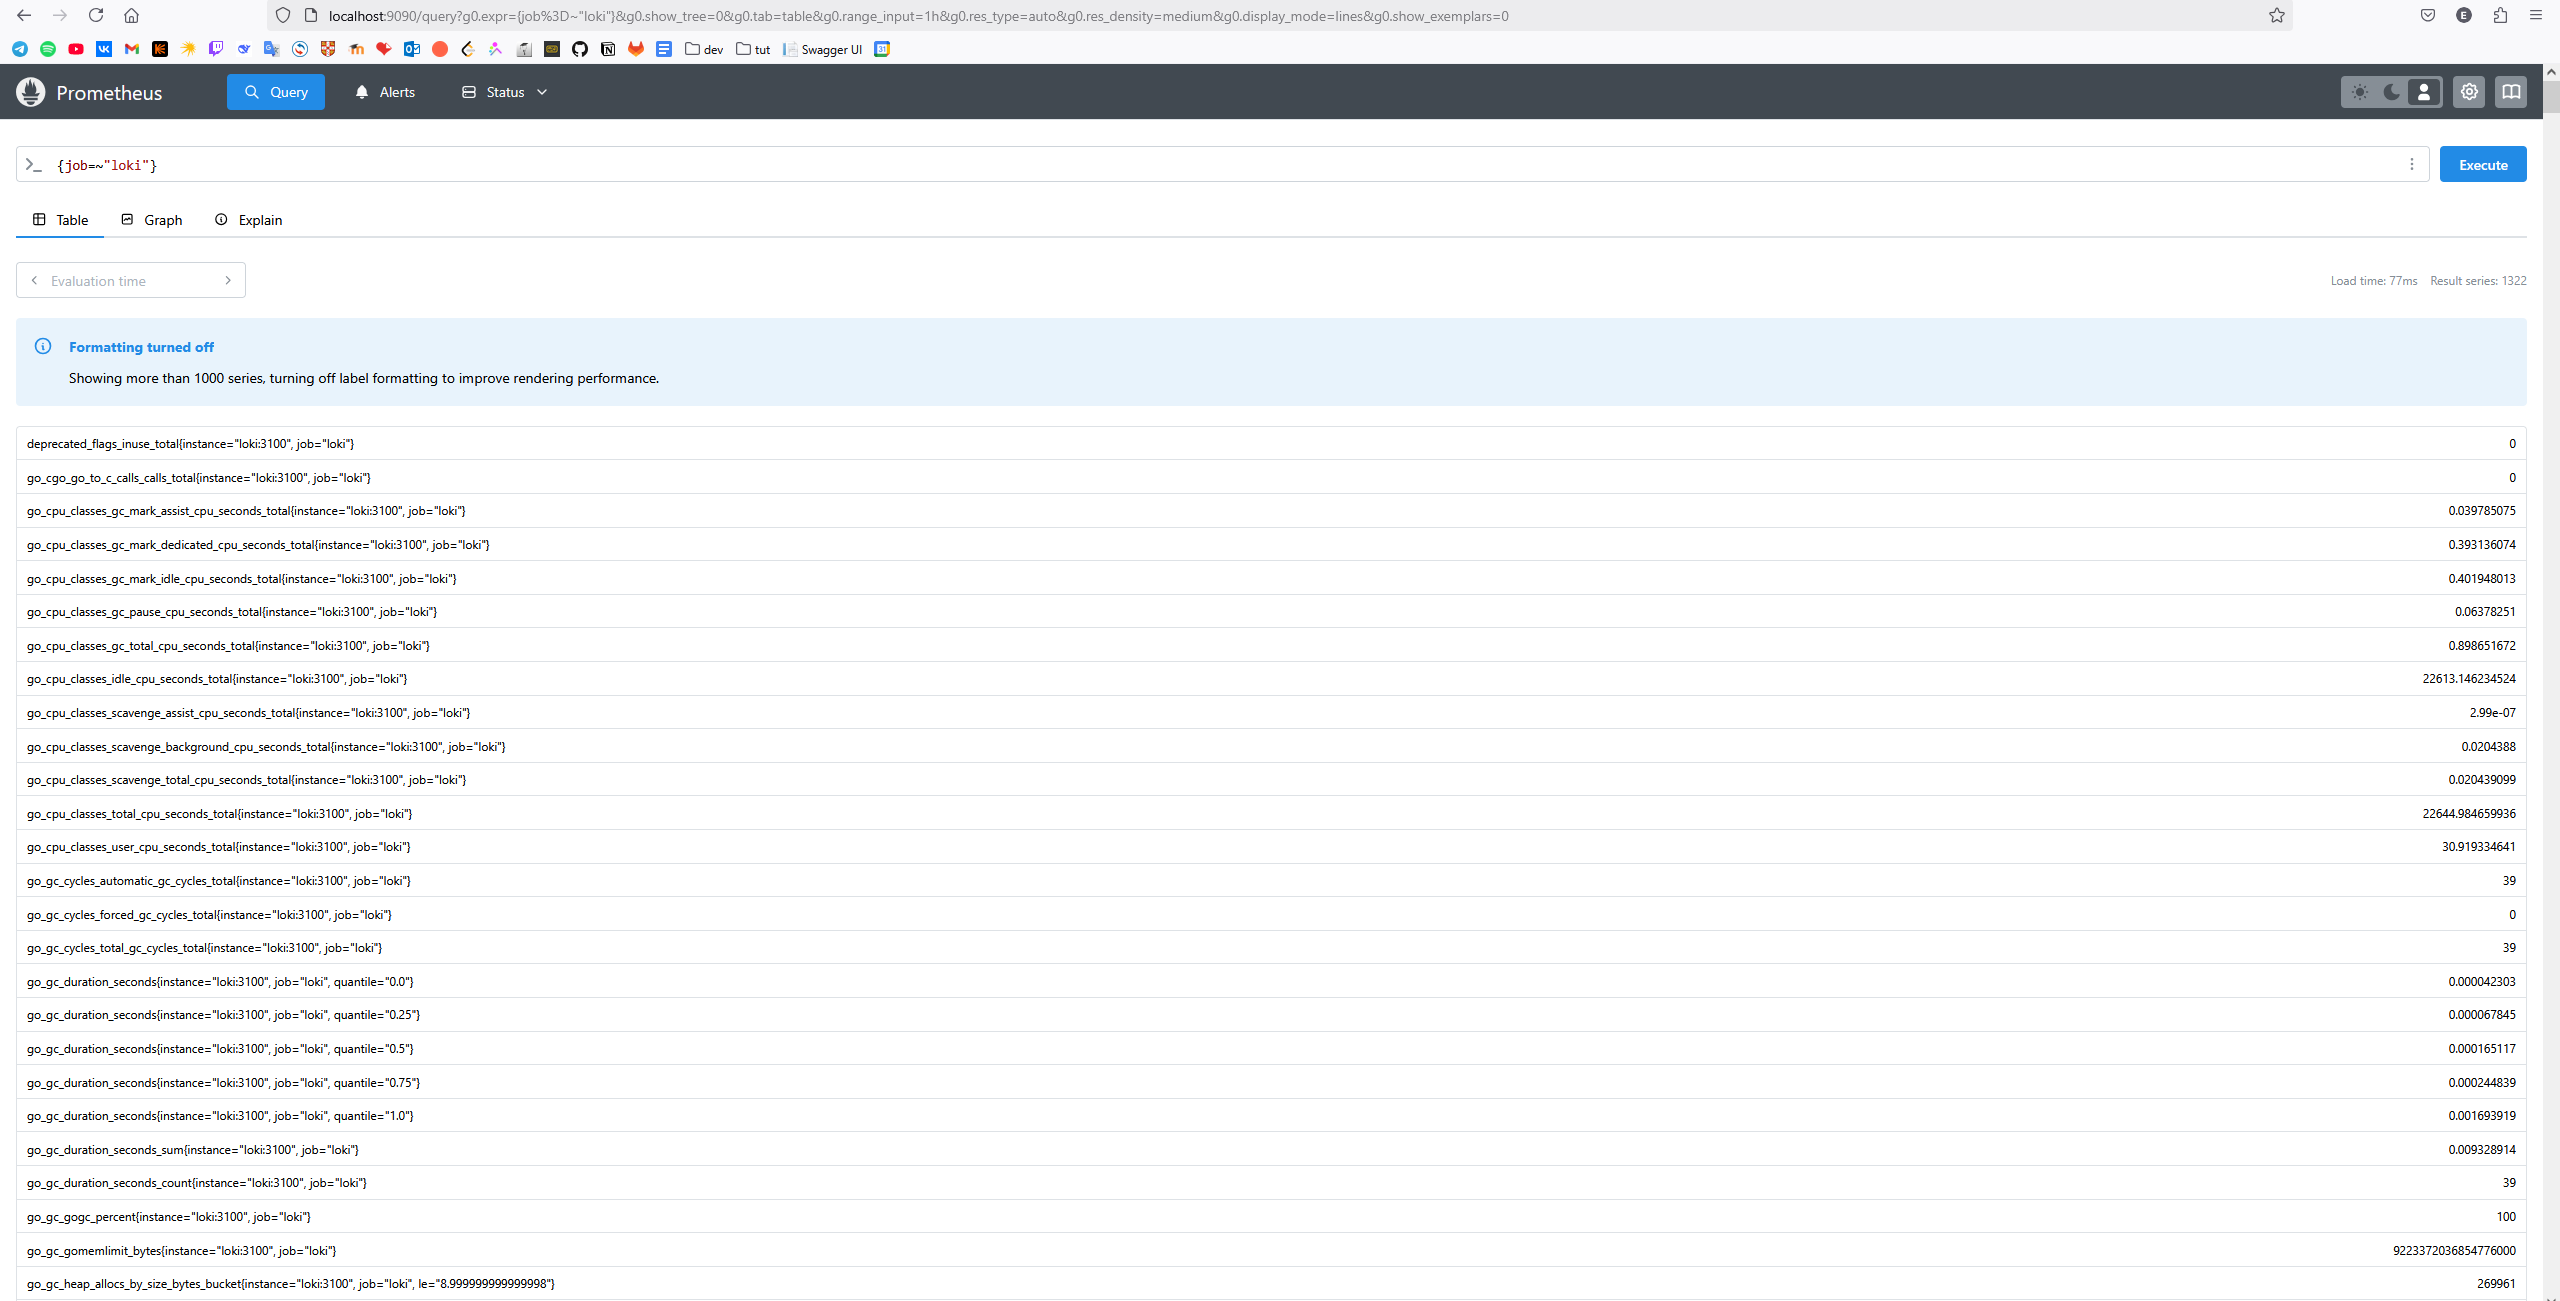 localhost:9090/query?g0.expr={job%3D~"loki"}&g0.show_tree=0&g0.tab=table&g0.range_input=1h&g0.res_type=auto&g0.res_density=medium&g0.display_mode=lines&g0.show_exemplars=0
dev tut Swagger UI
Prometheus Query Alerts Status
{job=~"loki"} Execute
Table Graph Explain
Evaluation time Load time: 77ms Result series: 1322
Formatting turned off
Showing more than 1000 series, turning off label formatting to improve rendering performance.
deprecated_flags_inuse_total{instance="loki:3100", job="loki"} 0
go_cgo_go_to_c_calls_calls_total{instance="loki:3100", job="loki"} 0
go_cpu_classes_gc_mark_assist_cpu_seconds_total{instance="loki:3100", job="loki"} 0.039785075
go_cpu_classes_gc_mark_dedicated_cpu_seconds_total{instance="loki:3100", job="loki"} 0.393136074
go_cpu_classes_gc_mark_idle_cpu_seconds_total{instance="loki:3100", job="loki"} 0.401948013
go_cpu_classes_gc_pause_cpu_seconds_total{instance="loki:3100", job="loki"} 0.06378251
go_cpu_classes_gc_total_cpu_seconds_total{instance="loki:3100", job="loki"} 0.898651672
go_cpu_classes_idle_cpu_seconds_total{instance="loki:3100", job="loki"} 22613.146234524
go_cpu_classes_scavenge_assist_cpu_seconds_total{instance="loki:3100", job="loki"} 2.99e-07
go_cpu_classes_scavenge_background_cpu_seconds_total{instance="loki:3100", job="loki"} 0.0204388
go_cpu_classes_scavenge_total_cpu_seconds_total{instance="loki:3100", job="loki"} 0.020439099
go_cpu_classes_total_cpu_seconds_total{instance="loki:3100", job="loki"} 22644.984659936
go_cpu_classes_user_cpu_seconds_total{instance="loki:3100", job="loki"} 30.919334641
go_gc_cycles_automatic_gc_cycles_total{instance="loki:3100", job="loki"} 39
go_gc_cycles_forced_gc_cycles_total{instance="loki:3100", job="loki"} 0
go_gc_cycles_total_gc_cycles_total{instance="loki:3100", job="loki"} 39
go_gc_duration_seconds{instance="loki:3100", job="loki", quantile="0.0"} 0.000042303
go_gc_duration_seconds{instance="loki:3100", job="loki", quantile="0.25"} 0.000067845
go_gc_duration_seconds{instance="loki:3100", job="loki", quantile="0.5"} 0.000165117
go_gc_duration_seconds{instance="loki:3100", job="loki", quantile="0.75"} 0.000244839
go_gc_duration_seconds{instance="loki:3100", job="loki", quantile="1.0"} 0.001693919
go_gc_duration_seconds_sum{instance="loki:3100", job="loki"} 0.009328914
go_gc_duration_seconds_count{instance="loki:3100", job="loki"} 39
go_gc_gogc_percent{instance="loki:3100", job="loki"} 100
go_gc_gomemlimit_bytes{instance="loki:3100", job="loki"} 9223372036854776000
go_gc_heap_allocs_by_size_bytes_bucket{instance="loki:3100", job="loki", le="8.999999999999998"} 269961